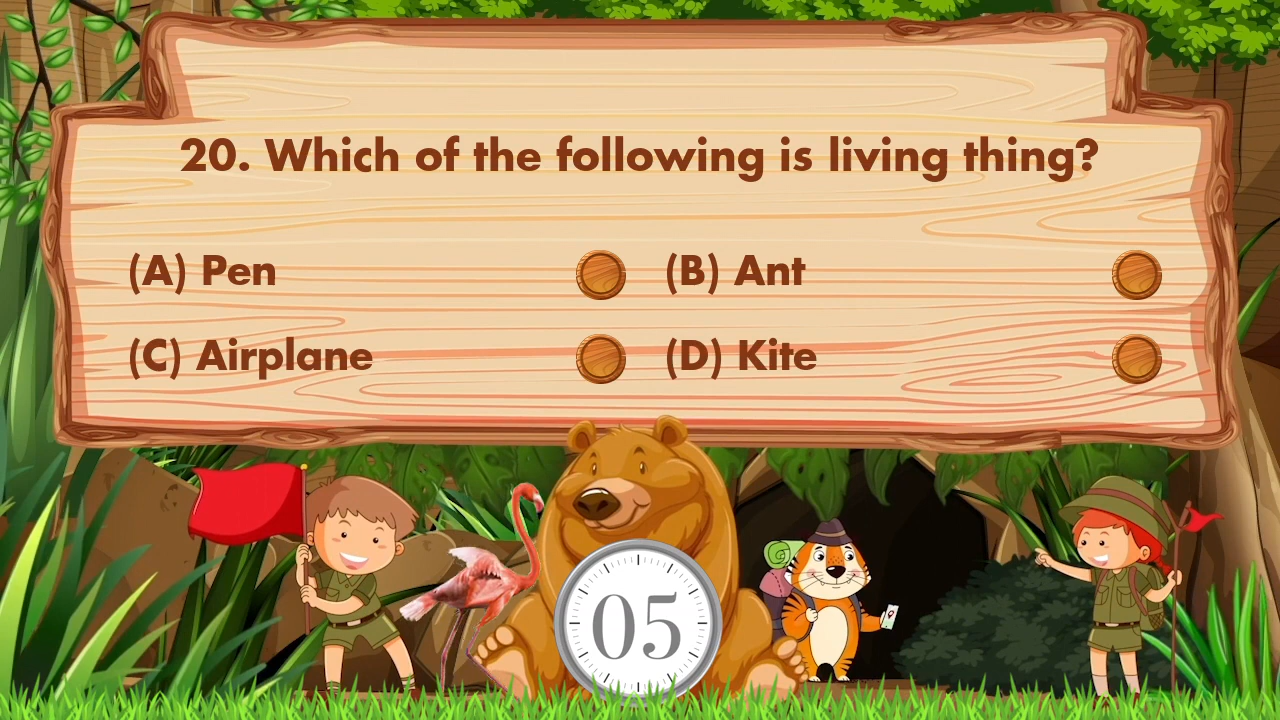 20. Which of the following is living thing?
(A) Pen (B) Ant
(C) Airplane (D) Kite
05